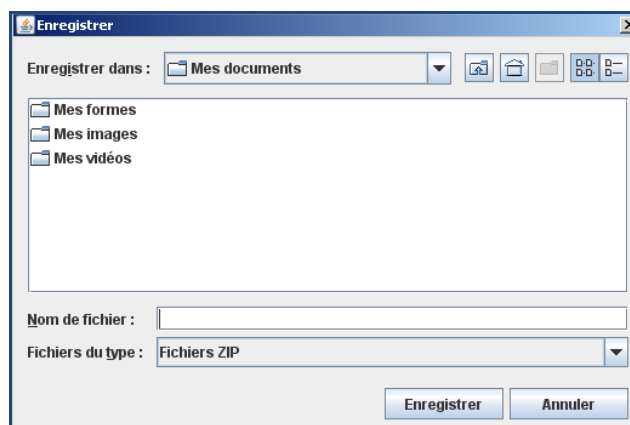 Enregistrer
Enregistrer dans : Mes documents
Mes formes
Mes images
Mes vidéos
Nom de fichier :
Fichiers du type : Fichiers ZIP
Enregistrer Annuler